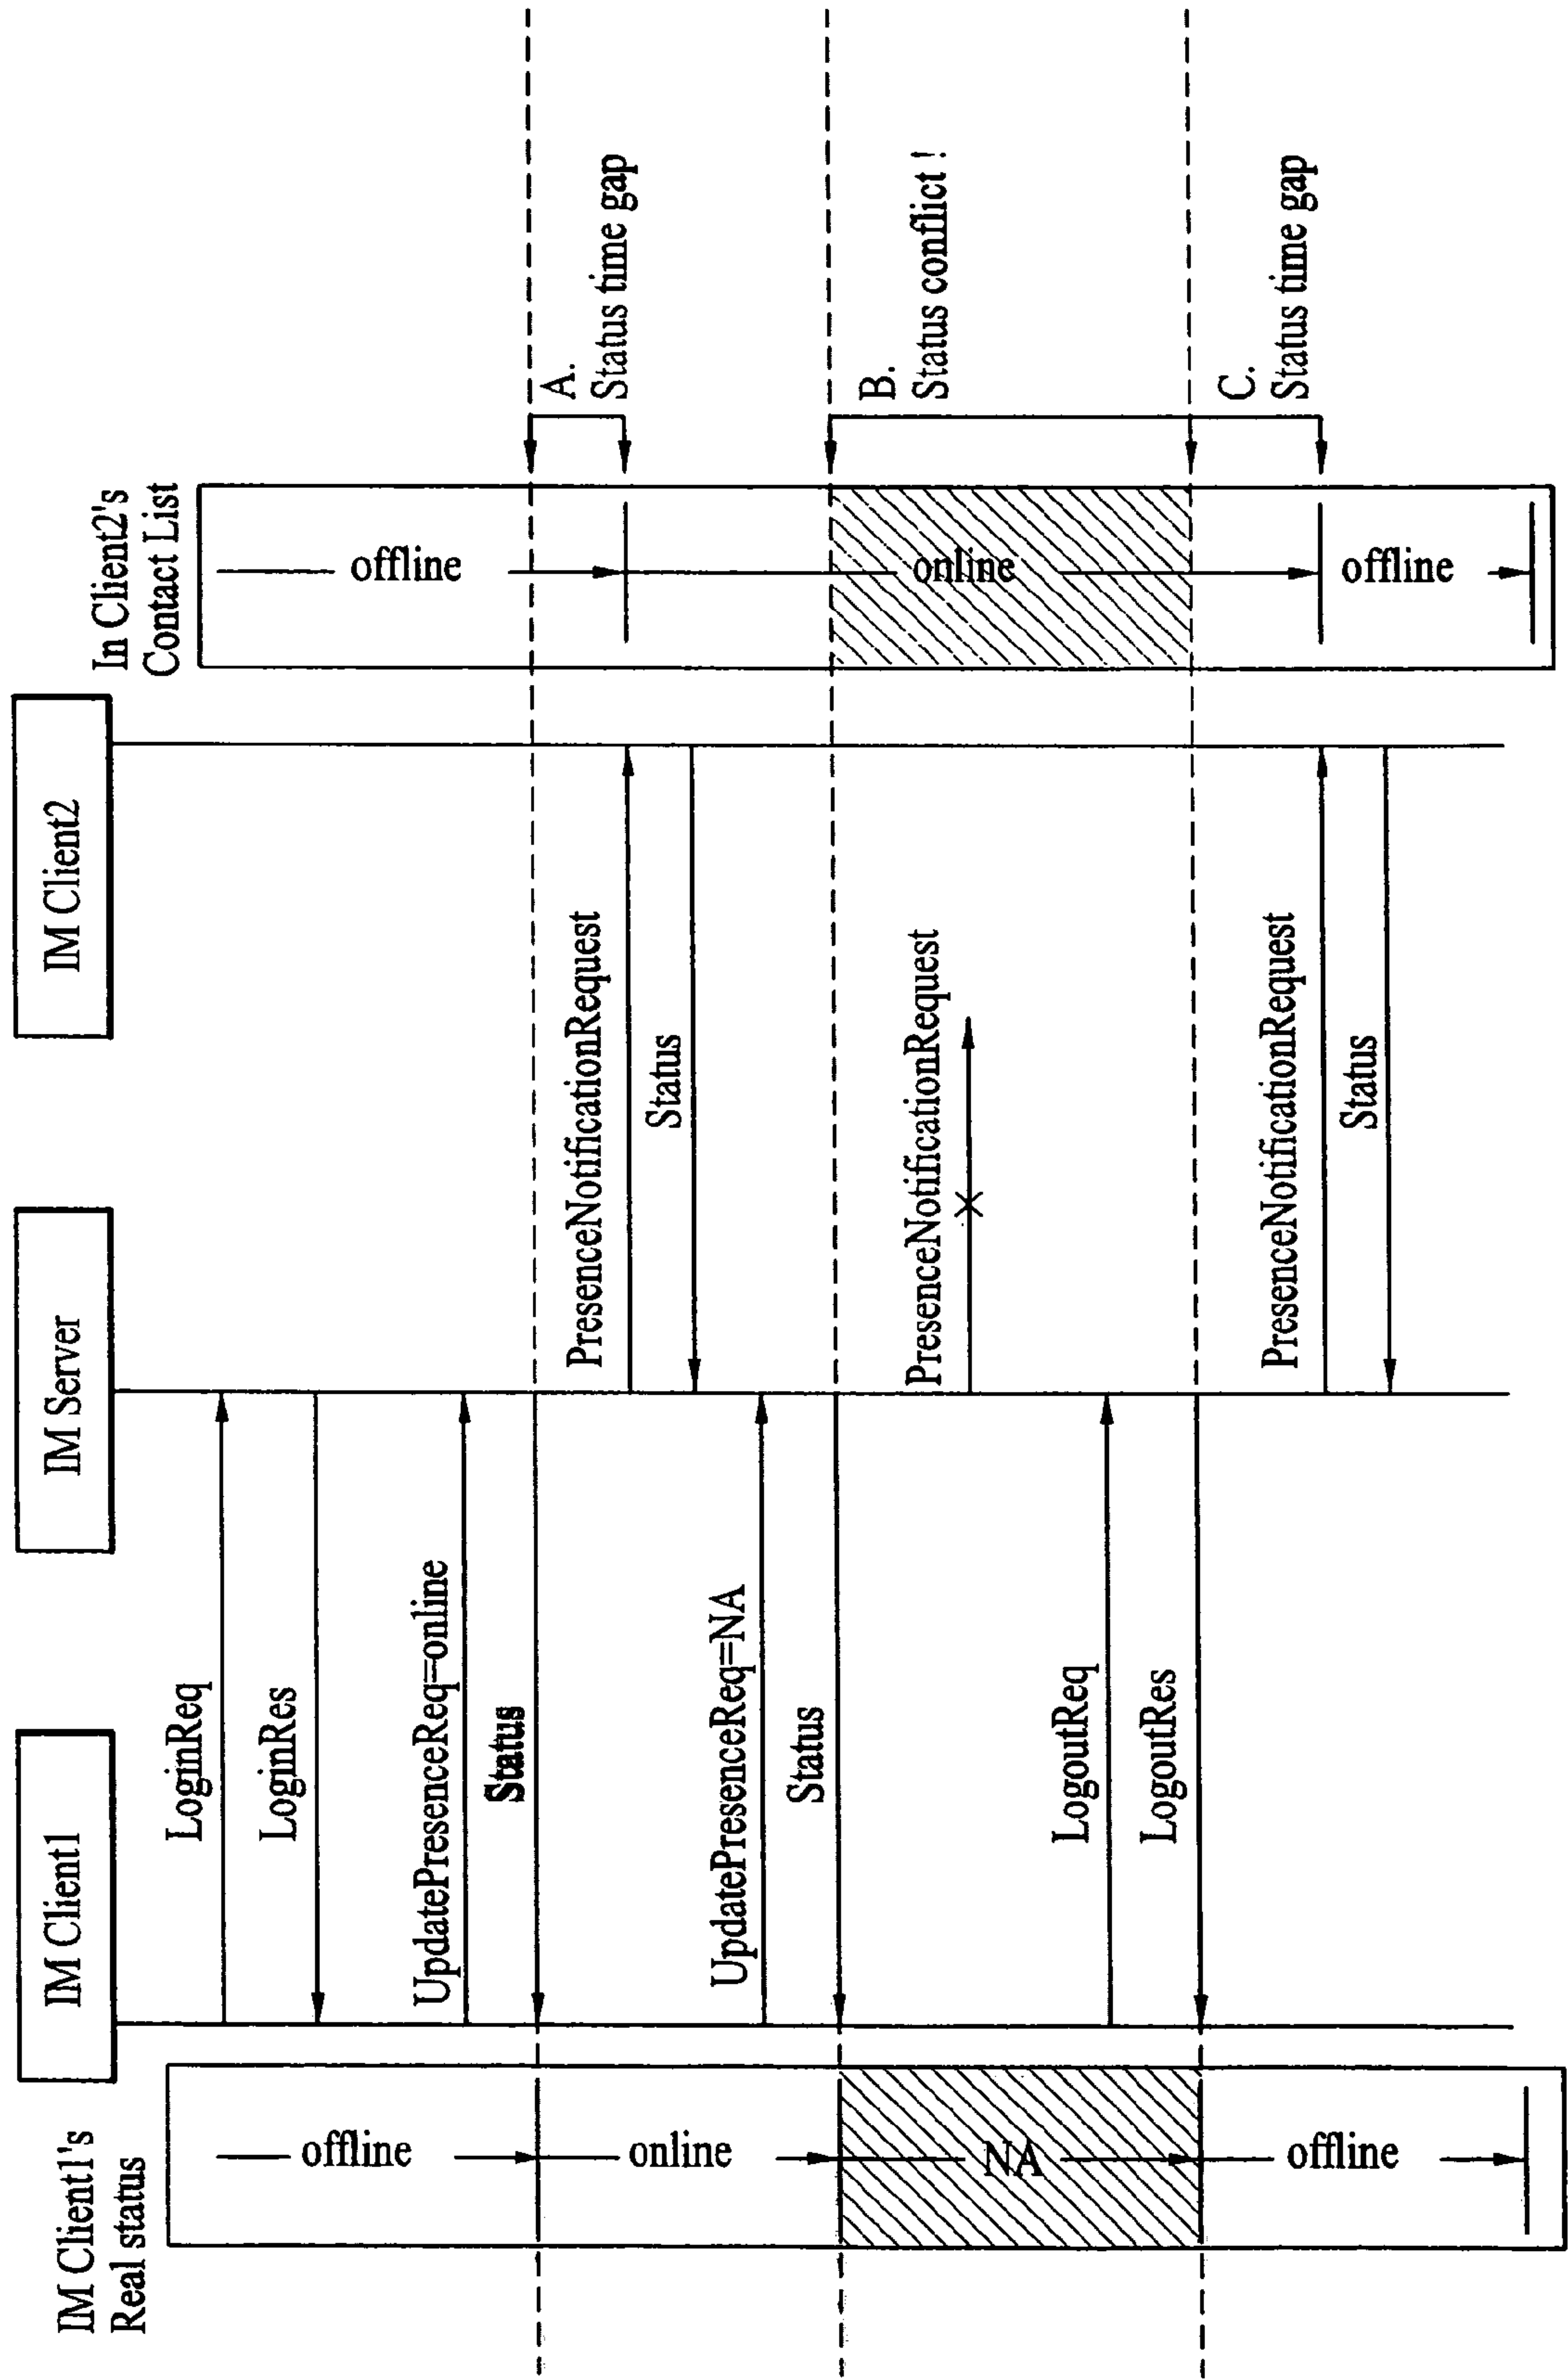 IM Client1's
Real status
IM Client1
IM Server
IM Client2
In Client2's
Contact List
LoginReq
LoginRes
UpdatePresenceReq=online
Status
PresenceNotificationRequest
Status
UpdatePresenceReq=NA
Status
PresenceNotificationRequest
LogoutReq
LogoutRes
PresenceNotificationRequest
Status
offline
online
NA
offline
offline
online
offline
A.
Status time gap
B.
Status conflict !
C.
Status time gap